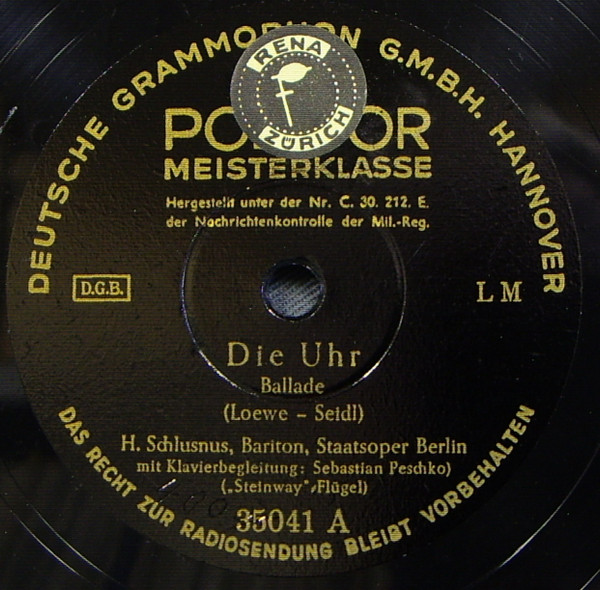 DEUTSCHE GRAMMOPHON G.M.B.H. HANNOVER
RENA
ZÜRICH
PO OR
MEISTERKLASSE
Hergestellt unter der Nr. C. 30. 212. E.
der Nachrichtenkontrolle der Mil.-Reg.
D.G.B.
L M
Die Uhr
Ballade
(Loewe - Seidl)
H. Schlusnus, Bariton, Staatsoper Berlin
mit Klavierbegleitung: Sebastian Peschko)
(„Steinway"-Flügel)
35041 A
DAS RECHT ZUR RADIOSENDUNG BLEIBT VORBEHALTEN